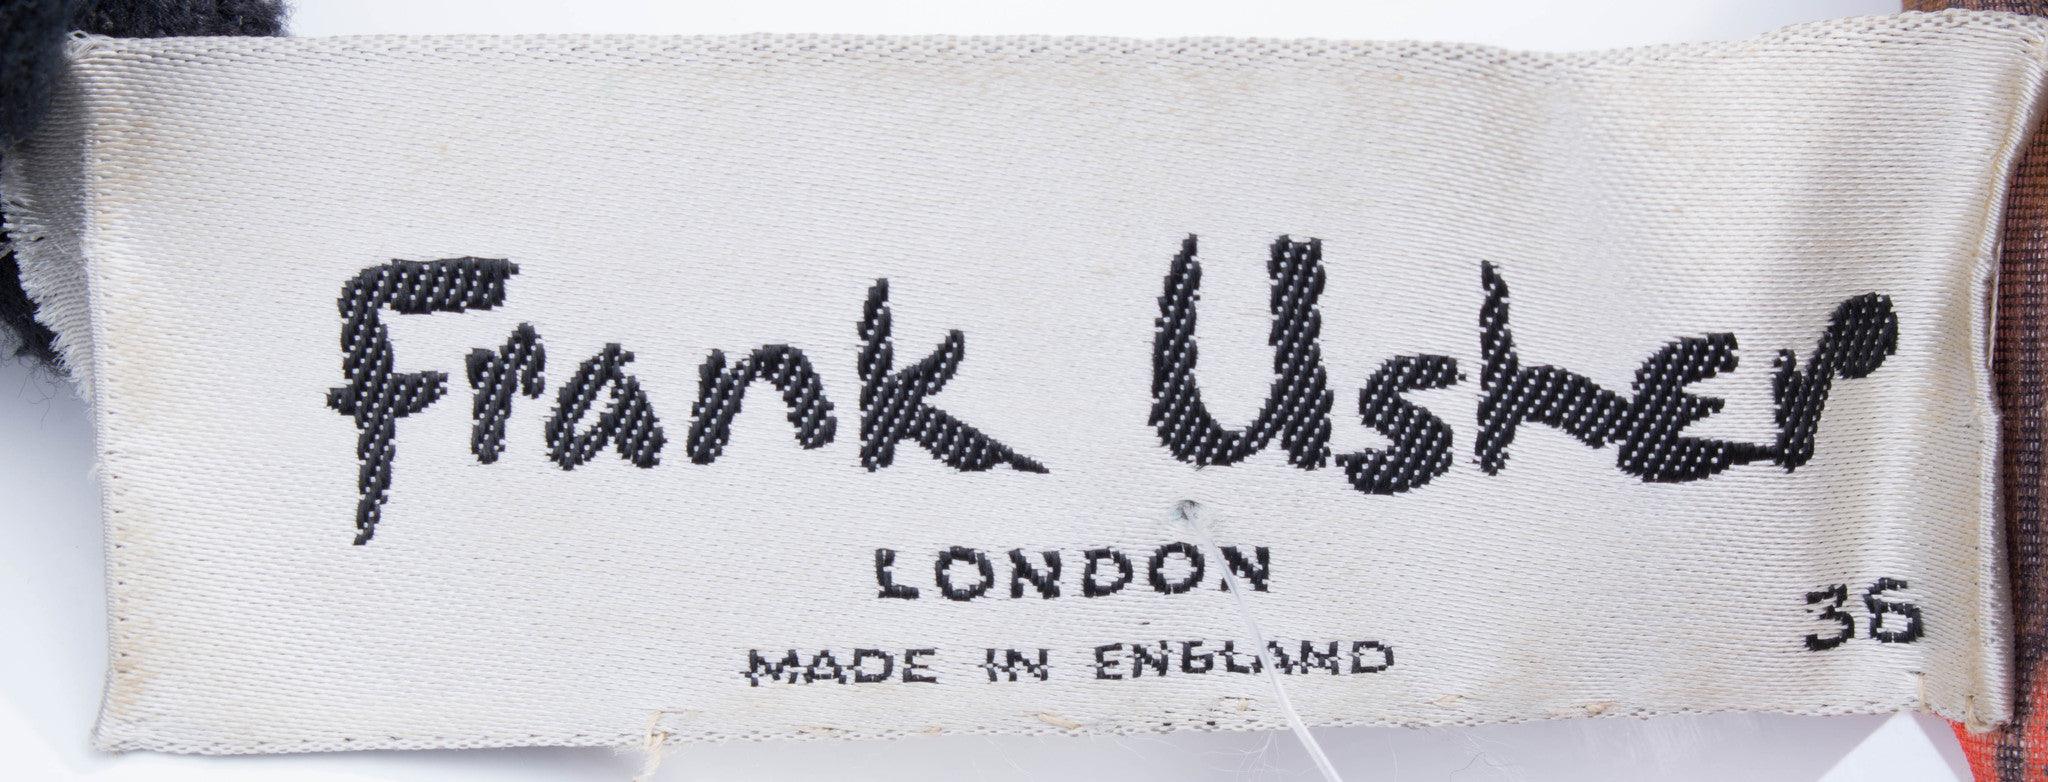 Frank Usher
LONDON
36
MADE IN ENGLAND